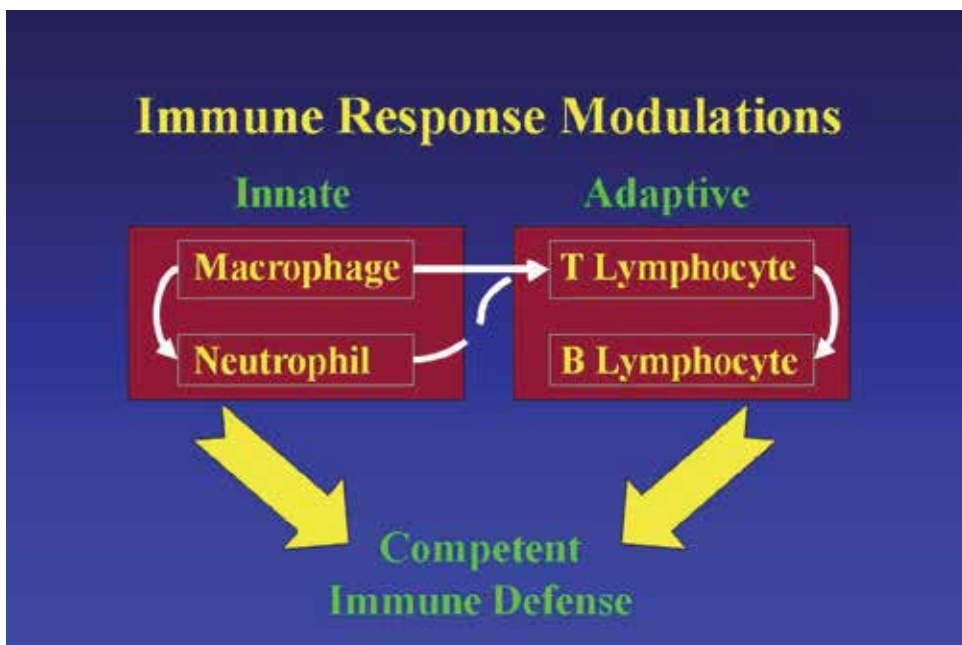 Immune Response Modulations
Innate
Adaptive
Macrophage
T Lymphocyte
Neutrophil
B Lymphocyte
Competent
Immune Defense